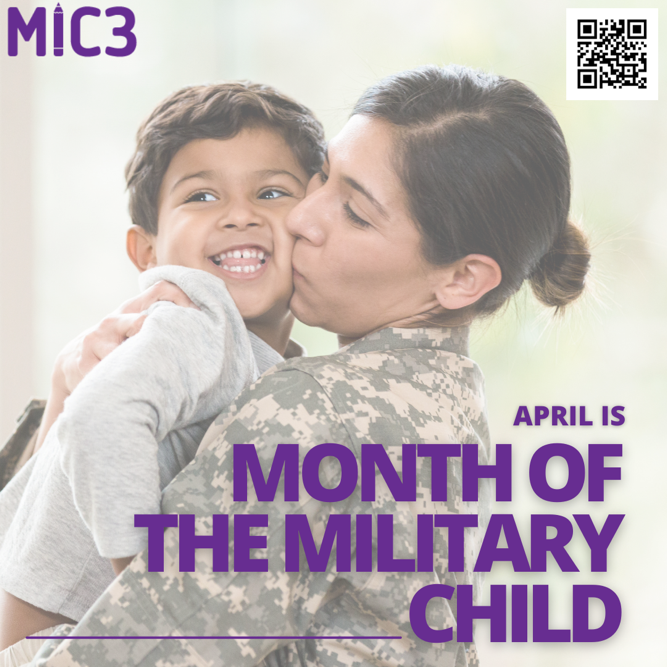 MIC3
APRIL IS
MONTH OF
THE MILITARY
CHILD